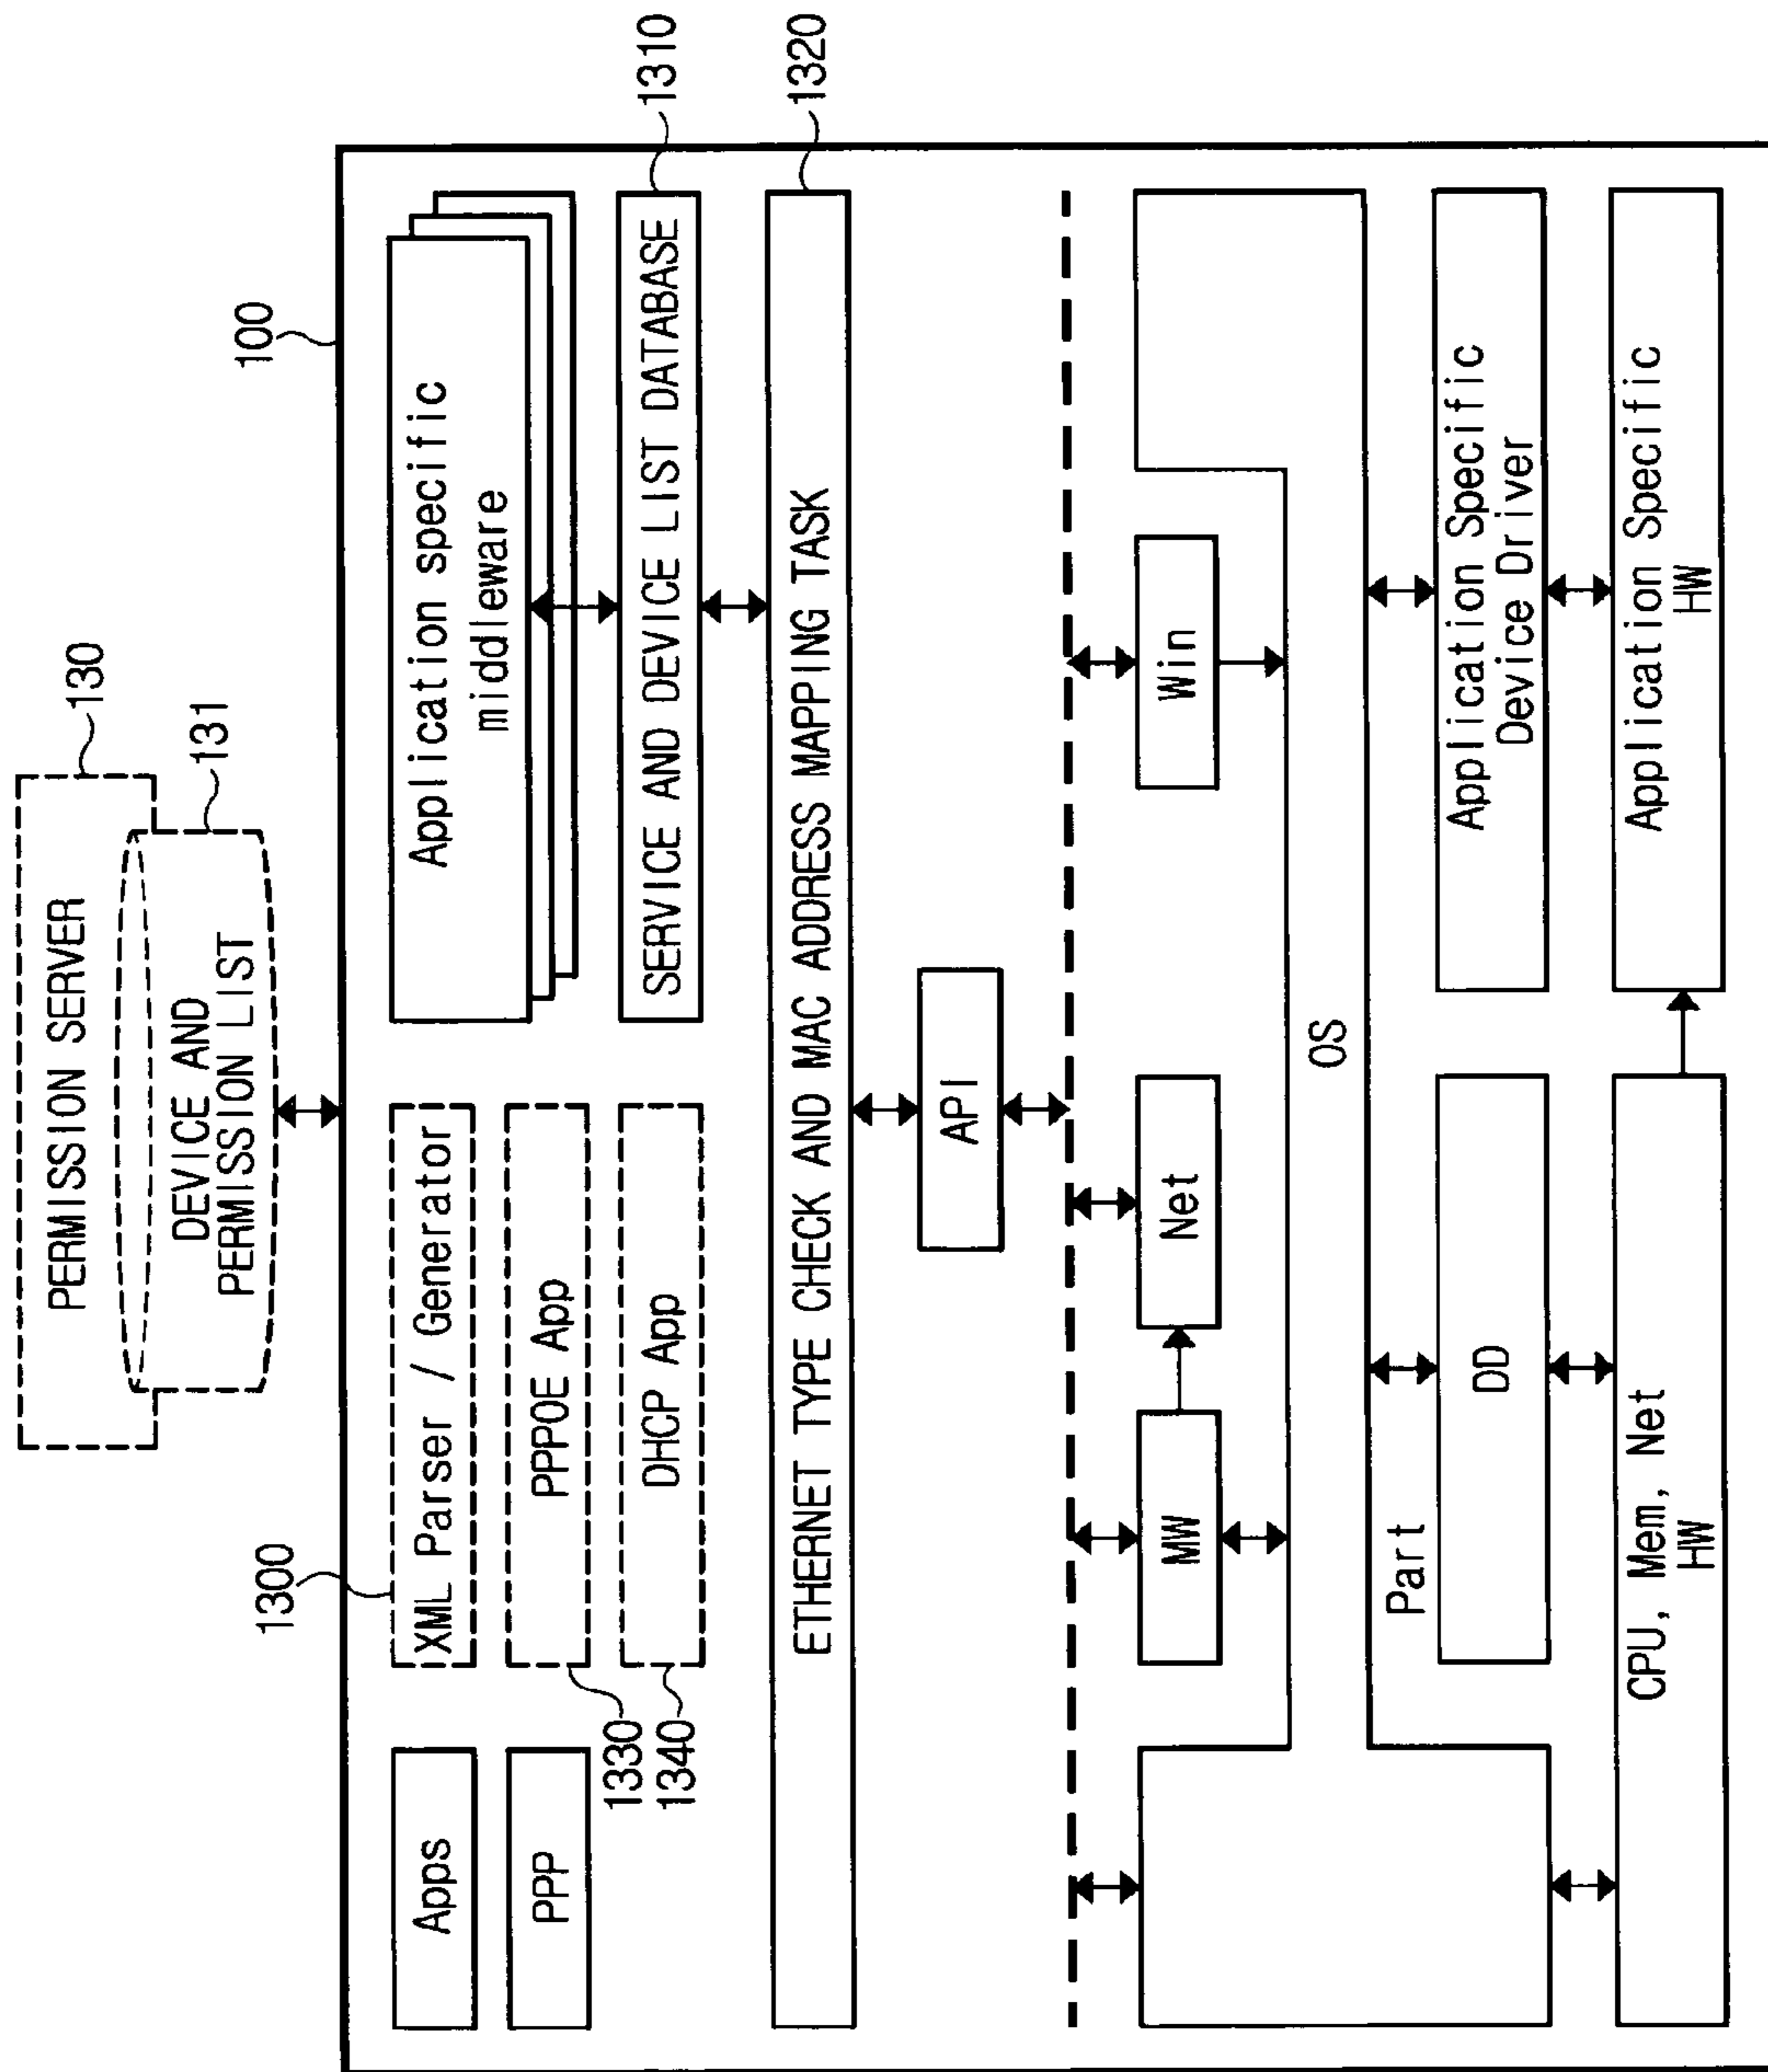 PERMISSION SERVER
130
DEVICE AND
PERMISSION LIST
131
100
1300
Apps
XML Parser / Generator
Application specific
middleware
PPP
PPPOE App
1330
DHCP App
1340
SERVICE AND DEVICE LIST DATABASE
1310
ETHERNET TYPE CHECK AND MAC ADDRESS MAPPING TASK
1320
API
MW
Net
Win
OS
Part
DD
Application Specific
Device Driver
CPU, Mem, Net
HW
Application Specific
HW